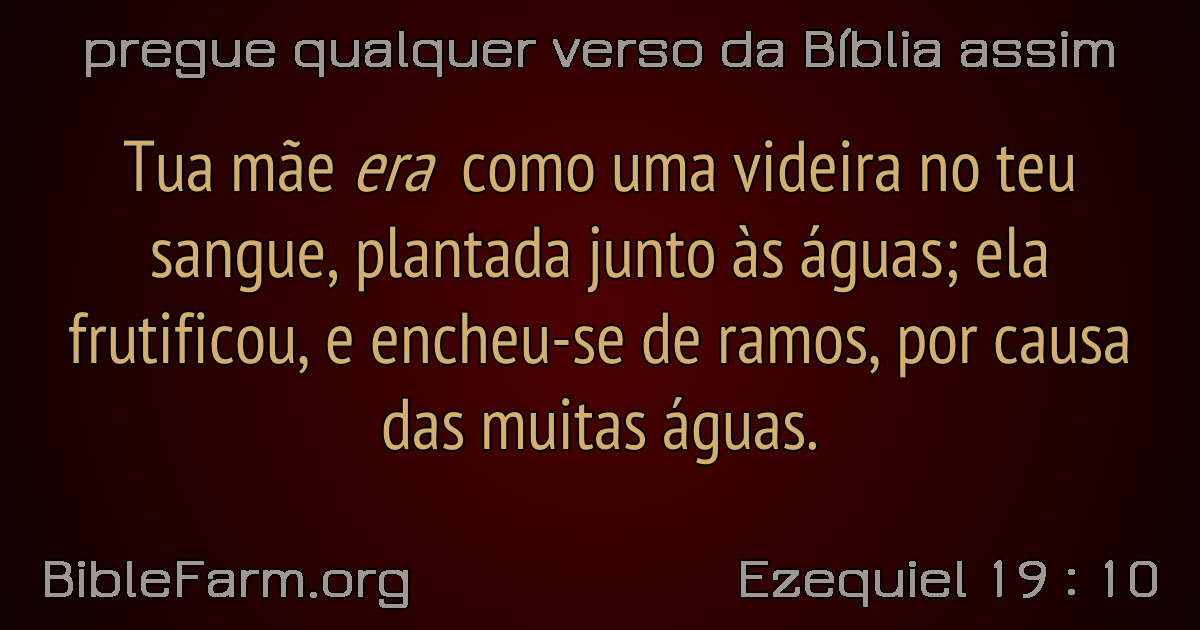 pregue qualquer verso da Bíblia assim
Tua mãe era como uma videira no teu
sangue, plantada junto às águas; ela
frutificou, e encheu-se de ramos, por causa
das muitas águas.
BibleFarm.org
Ezequiel 19 : 10